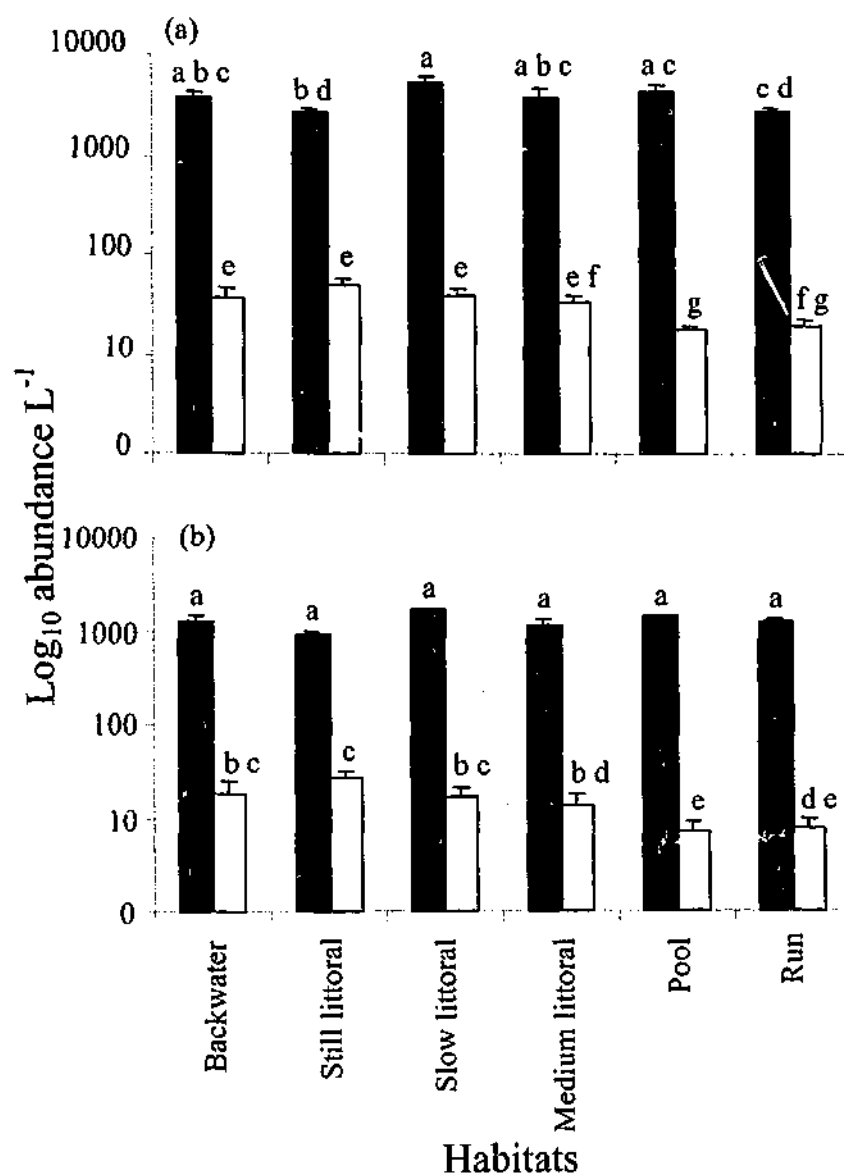 (a)
10000
1000
100
10
0
a b c
b d
a
a b c
a c
c d
e
e
e
e f
g
f g
Log₁₀ abundance L⁻¹
(b)
10000
1000
100
10
0
a
a
a
a
a
a
b c
c
b c
b d
e
d e
Backwater
Still littoral
Slow littoral
Medium littoral
Pool
Run
Habitats